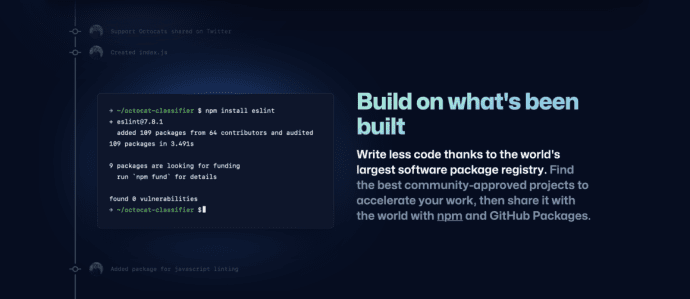 Support Octocats shared on Twitter
Created index.js
→ ~/octocat-classifier $ npm install eslint
+ eslint@7.8.1
added 109 packages from 64 contributors and audited
109 packages in 3.491s
9 packages are looking for funding
run `npm fund` for details
found 0 vulnerabilities
→ ~/octocat-classifier $
Build on what's been
built
Write less code thanks to the world's
largest software package registry. Find
the best community-approved projects to
accelerate your work, then share it with
the world with npm and GitHub Packages.
Added package for javascript linting